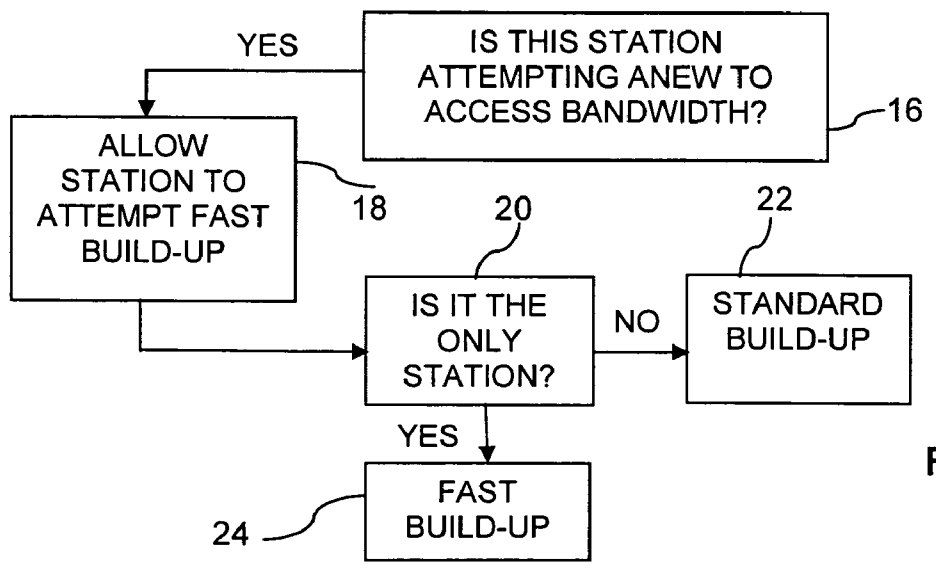 YES
IS THIS STATION
ATTEMPTING ANEW TO
ACCESS BANDWIDTH?
16
ALLOW
STATION TO
ATTEMPT FAST
BUILD-UP
18
20
22
IS IT THE
ONLY
STATION?
NO
STANDARD
BUILD-UP
YES
FAST
BUILD-UP
24